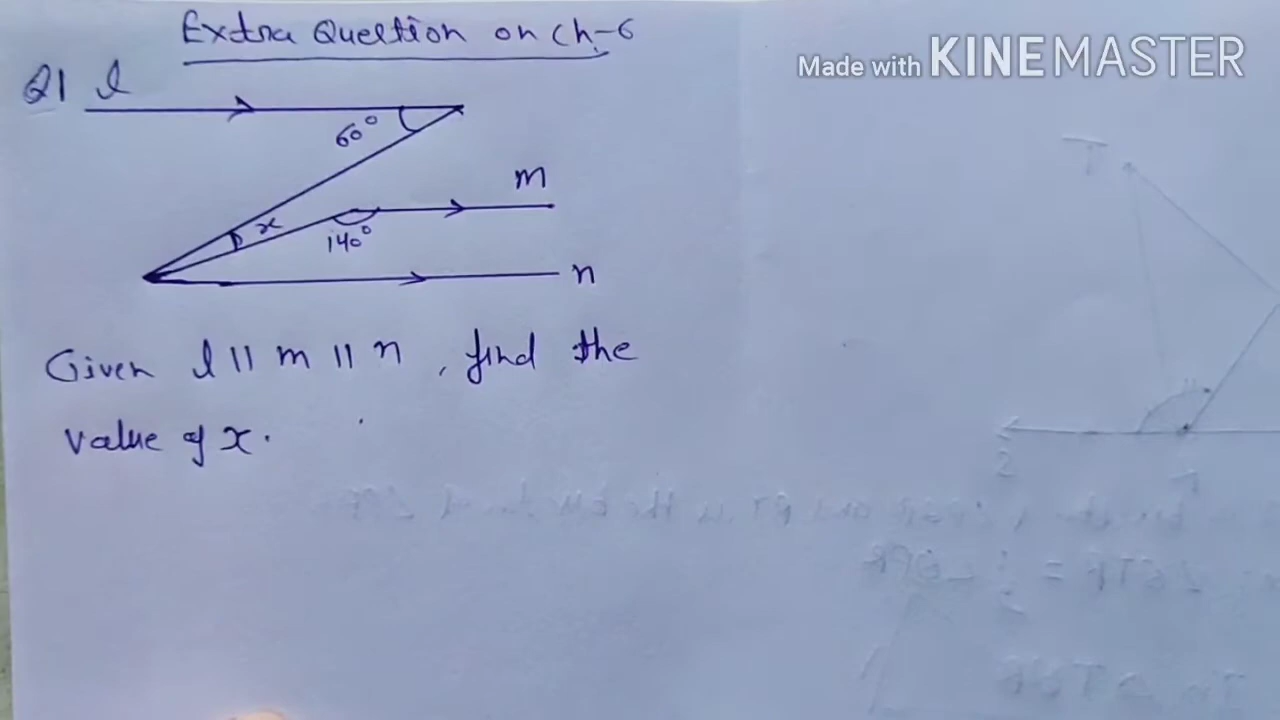 Extra Question on Ch-6
Made with KINEMASTER
Q1 l
60°
m
x
140°
n
Given l || m || n, find the
value of x.
T